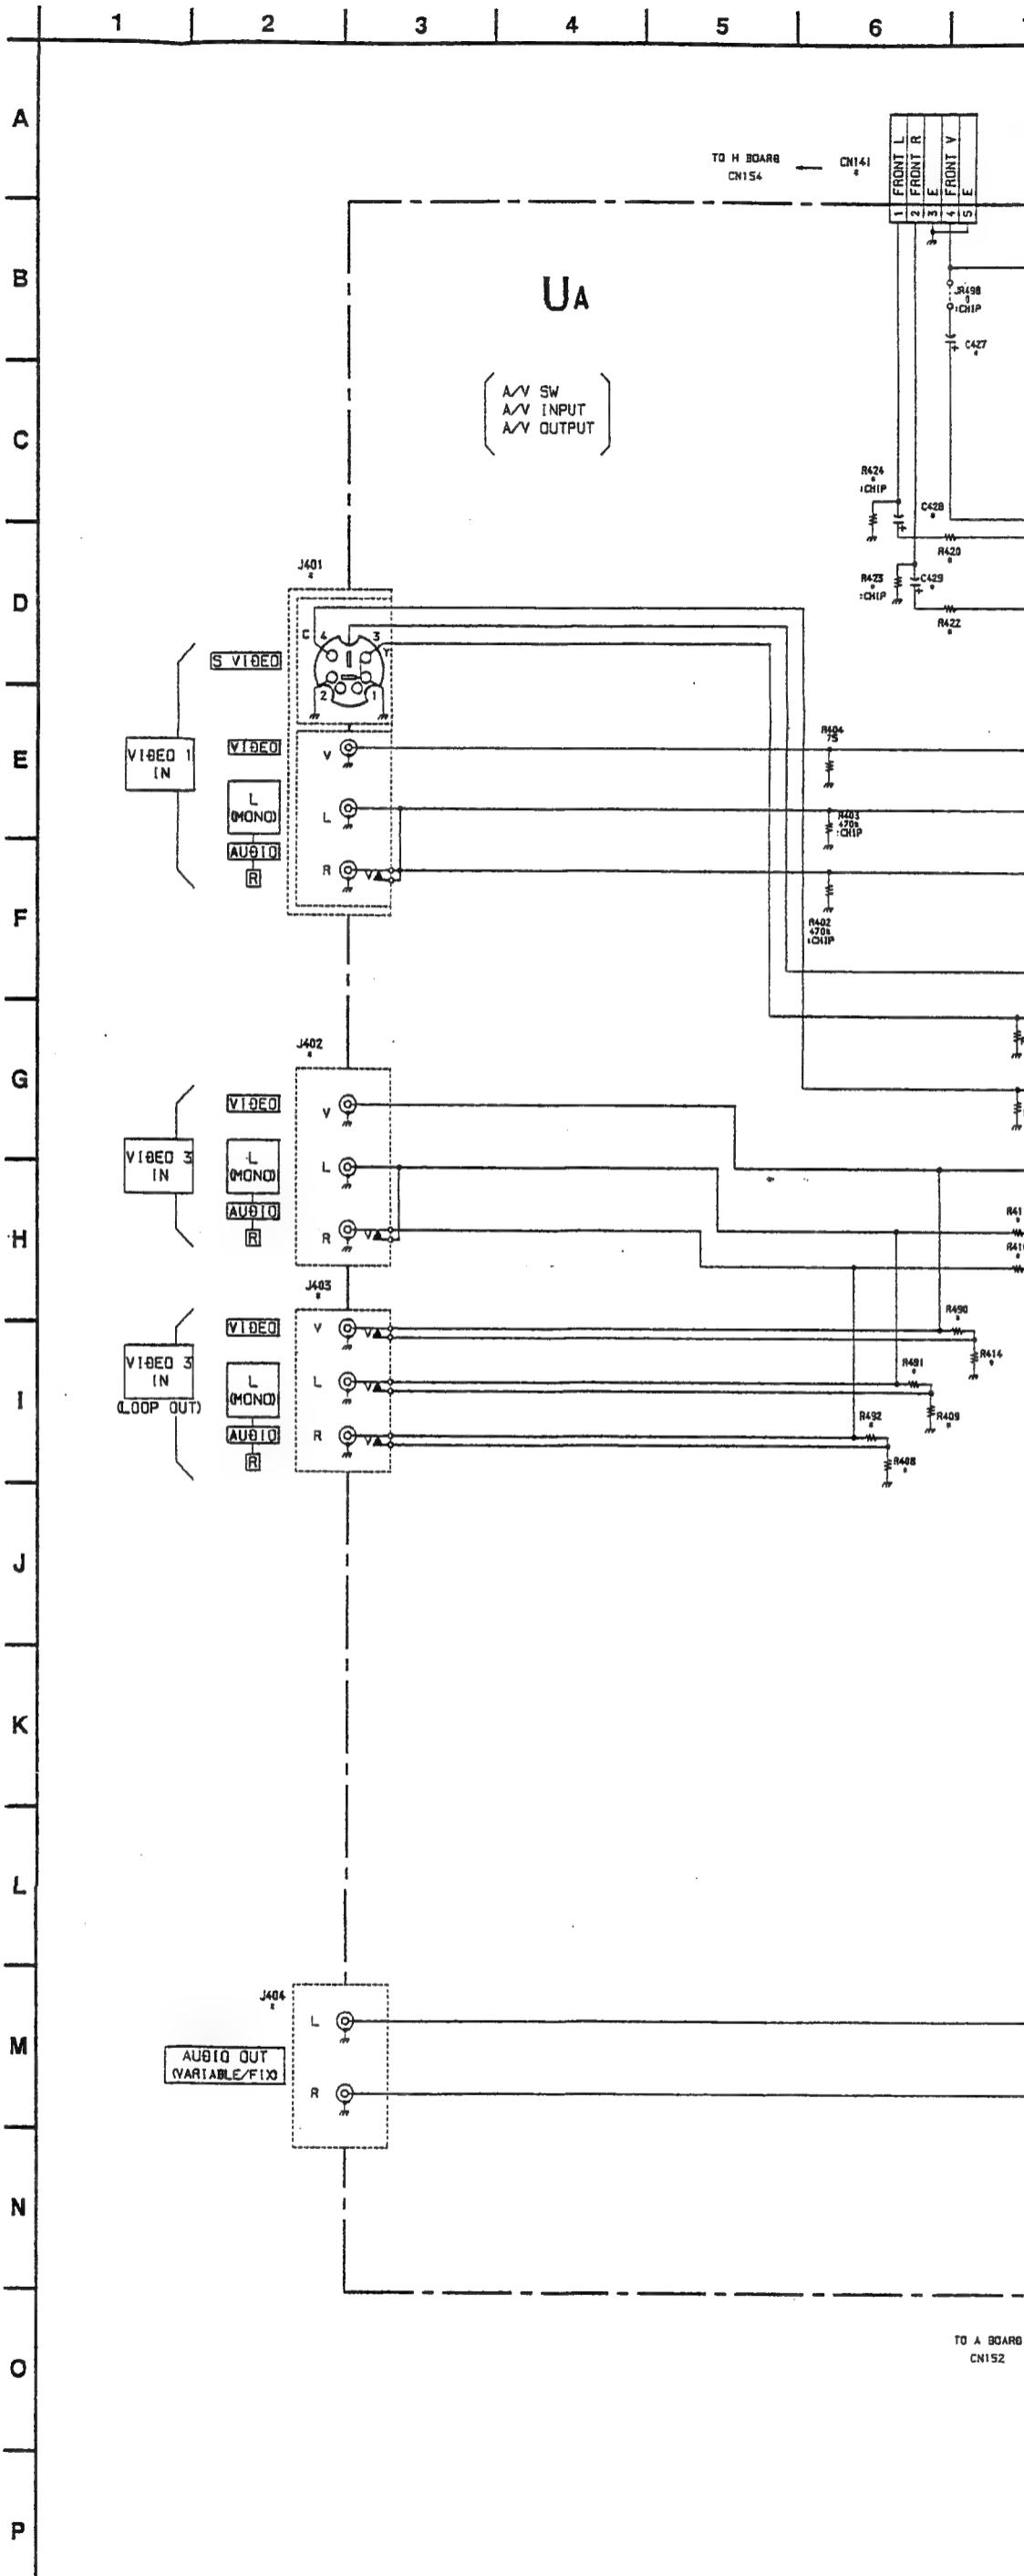 1 2 3 4 5 6
A
TO H BOARD
CN154
CN141
*
1 FRONT L
2 FRONT R
3 E
4 FRONT V
5 E
B
UA
JR498
0
:CHIP
C427
*
A/V SW
A/V INPUT
A/V OUTPUT
C
R424
*
:CHIP
C428
*
R420
*
J401
*
R423
*
:CHIP
C429
*
R422
*
D
C 4 3 Y
2 1
S VIDEO
E
VIDEO 1
IN
VIDEO
V
R404
75
L
(MONO)
L
R403
470k
:CHIP
AUDIO
R
R
V
F
R402
470k
:CHIP
J402
*
G
VIDEO
V
VIDEO 3
IN
L
(MONO)
L
AUDIO
R
R
V
H
R41
*
R41
*
J403
*
R490
*
VIDEO
V
V
R414
*
VIDEO 3
IN
(LOOP OUT)
L
(MONO)
L
V
R491
*
I
R409
*
R492
*
AUDIO
R
R
V
R408
*
J
K
L
J404
*
L
M
AUDIO OUT
(VARIABLE/FIX)
R
N
TO A BOARD
CN152
O
P